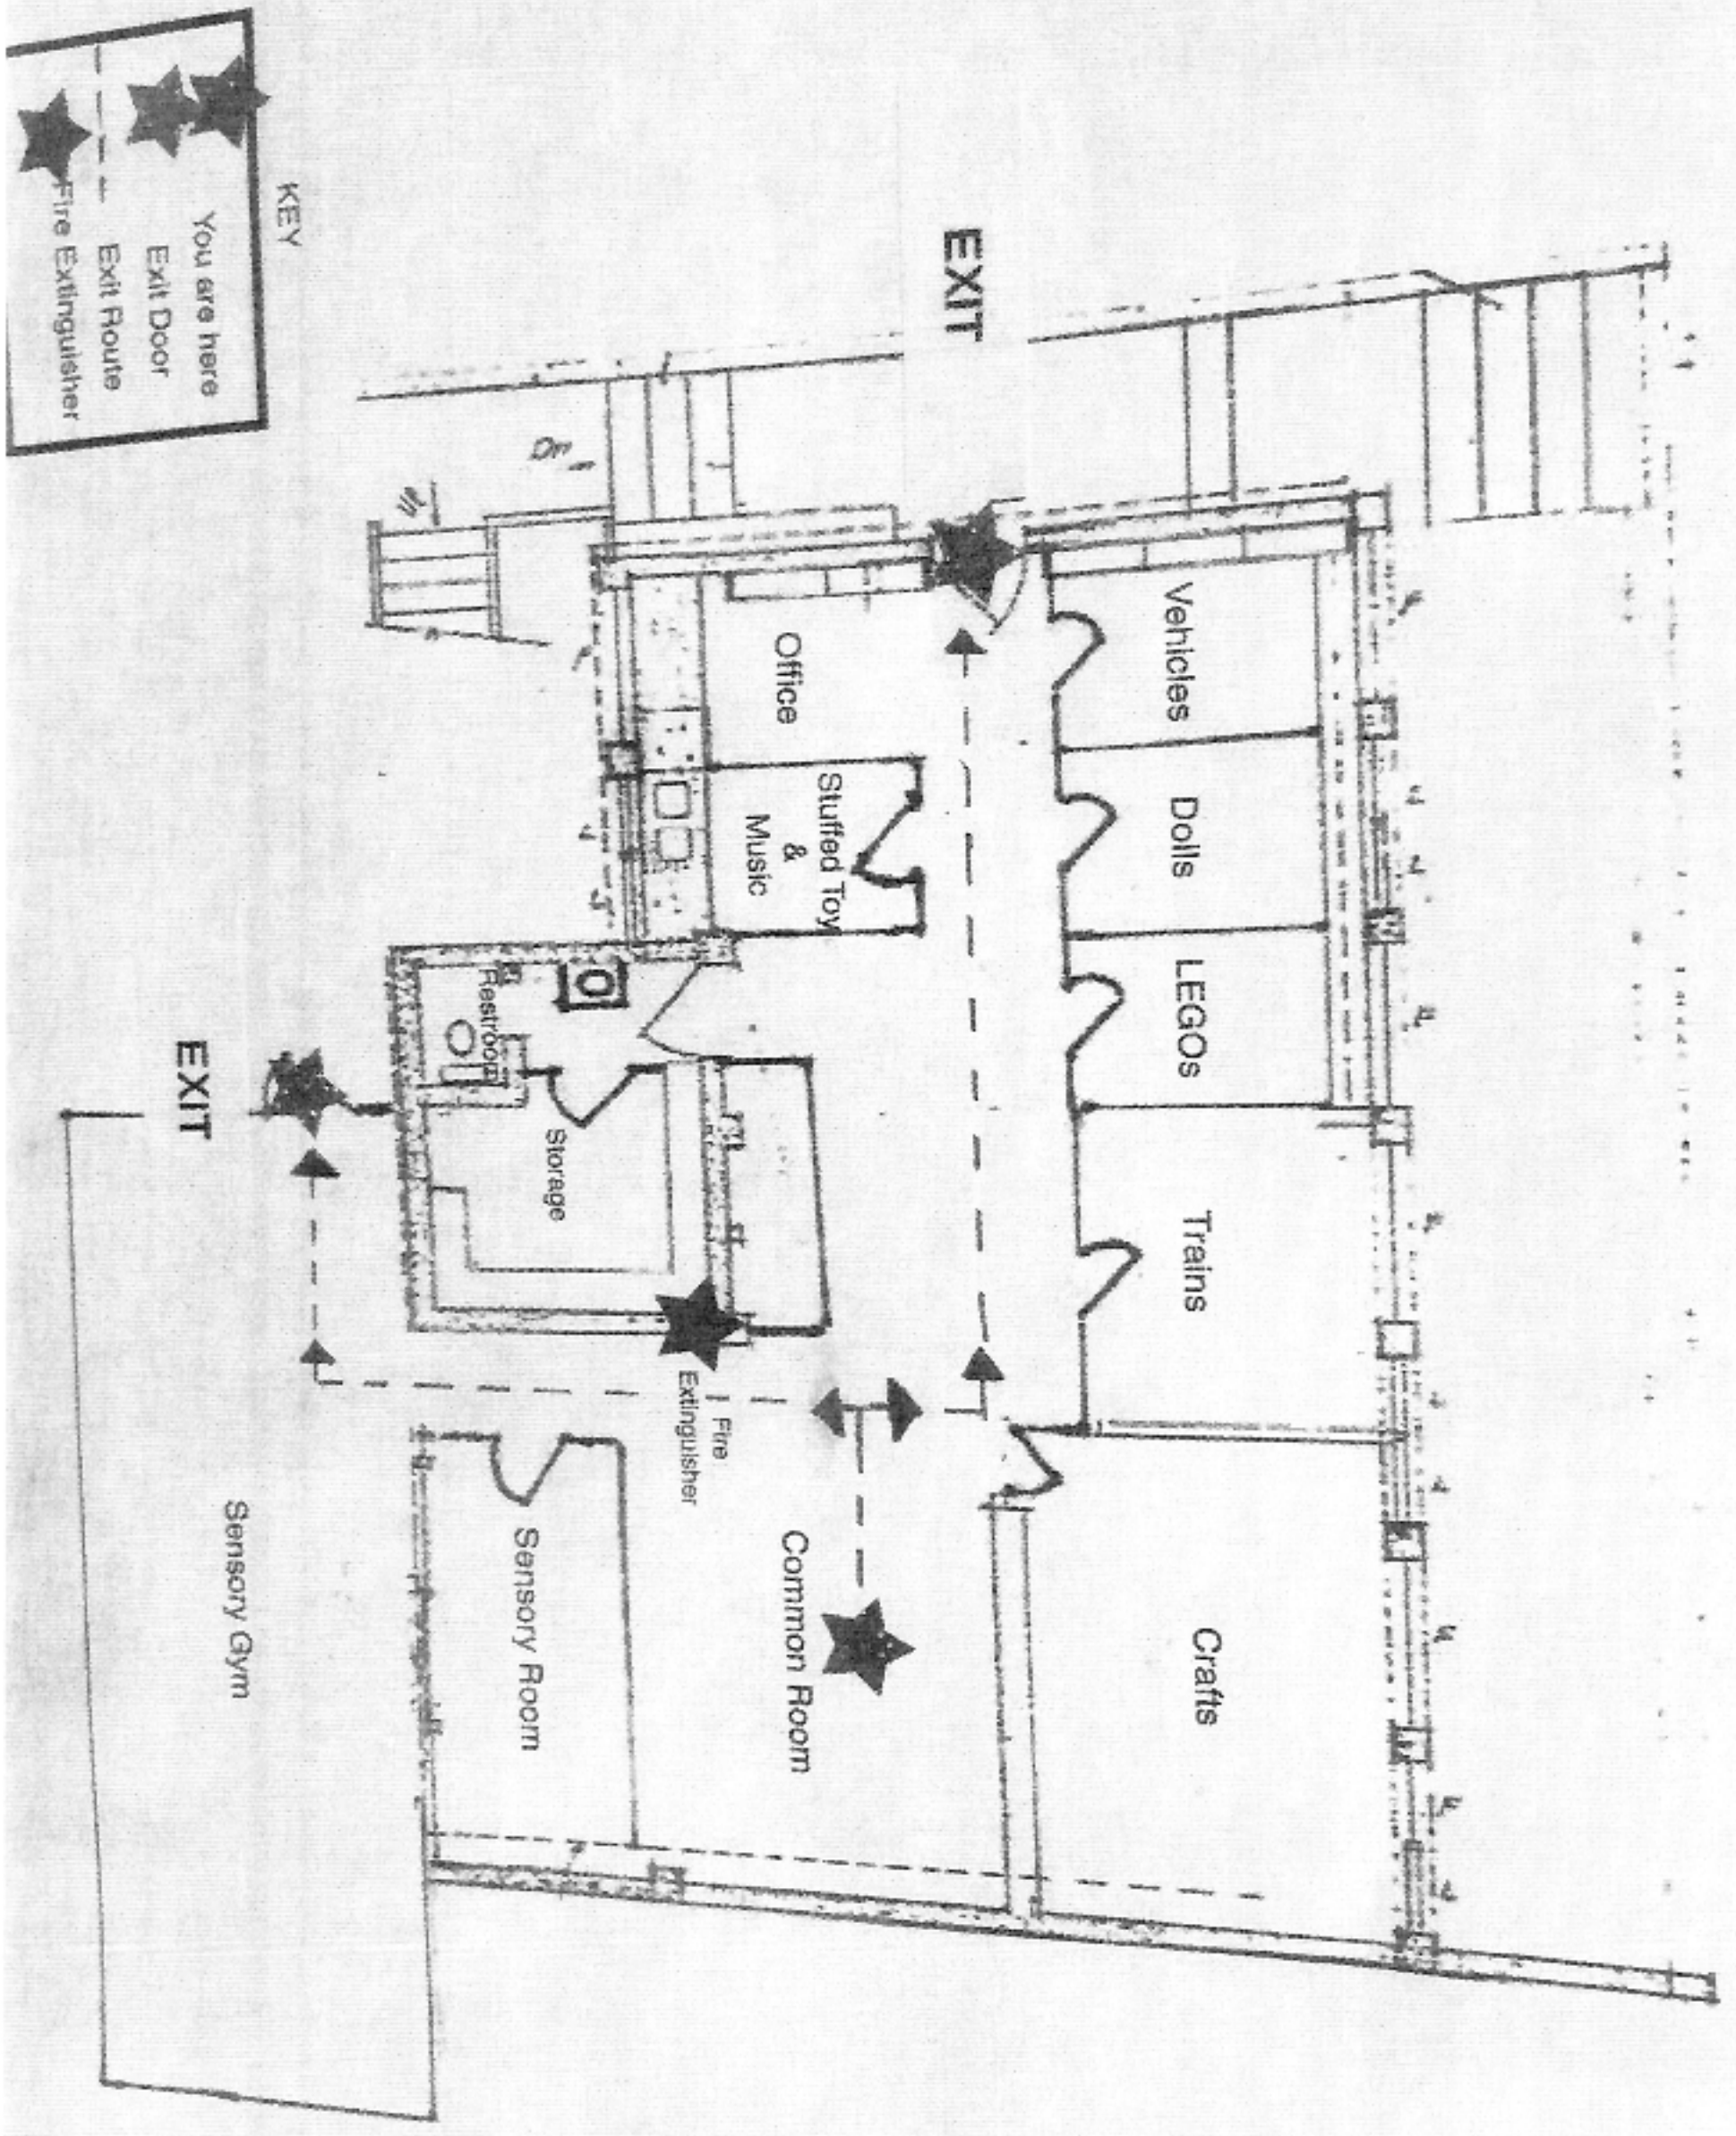 Vehicles
Dolls
LEGOs
Trains
Crafts
EXIT
Office
Stuffed Toy
&
Music
Common Room
Fire
Extinguisher
Restroom
Storage
Sensory Room
EXIT
Sensory Gym
KEY
You are here
Exit Door
Exit Route
Fire Extinguisher